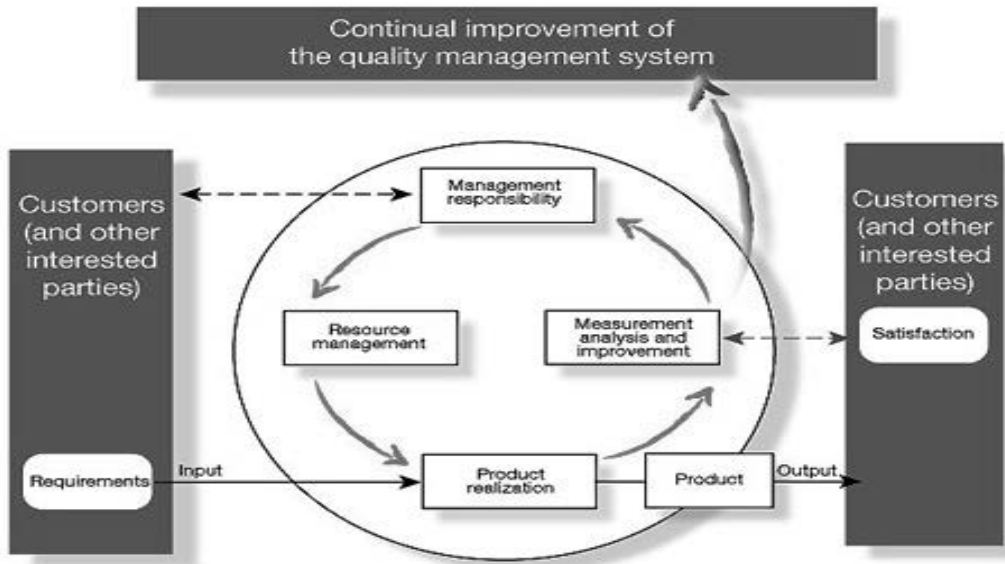 Continual improvement of
the quality management system
Customers
(and other
interested
parties)
Management
responsibility
Customers
(and other
interested
parties)
Resource
management
Measurement
analysis and
improvement
Satisfaction
Requirements
Input
Product
realization
Product
Output